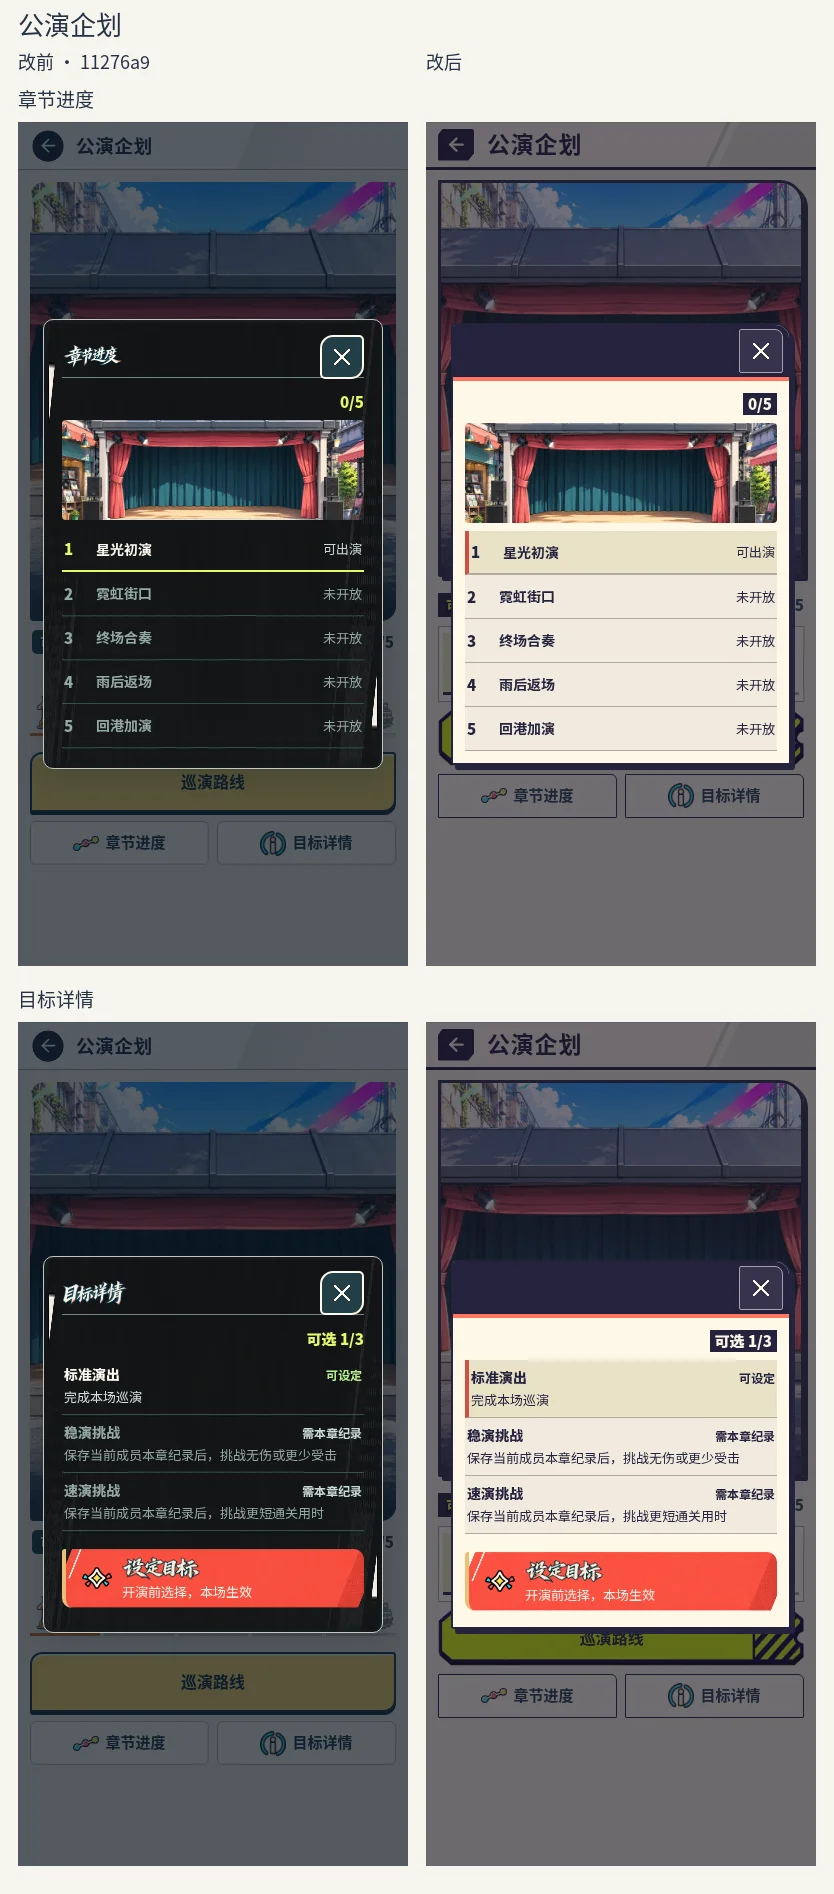 公演企划
改前 · 11276a9
改后
章节进度
公演企划
章节进度
0/5
1 星光初演 可出演
2 霓虹街口 未开放
3 终场合奏 未开放
4 雨后返场 未开放
5 回港加演 未开放
/5
巡演路线
章节进度
目标详情
公演企划
0/5
1 星光初演 可出演
2 霓虹街口 未开放
3 终场合奏 未开放
4 雨后返场 未开放
5 回港加演 未开放
5
章节进度
目标详情
目标详情
公演企划
目标详情
可选 1/3
标准演出 可设定
完成本场巡演
稳演挑战 需本章纪录
保存当前成员本章纪录后，挑战无伤或更少受击
速演挑战 需本章纪录
保存当前成员本章纪录后，挑战更短通关用时
设定目标
开演前选择，本场生效
/5
巡演路线
章节进度
目标详情
公演企划
可选 1/3
标准演出 可设定
完成本场巡演
稳演挑战 需本章纪录
保存当前成员本章纪录后，挑战无伤或更少受击
速演挑战 需本章纪录
保存当前成员本章纪录后，挑战更短通关用时
设定目标
开演前选择，本场生效
5
巡演路线
章节进度
目标详情